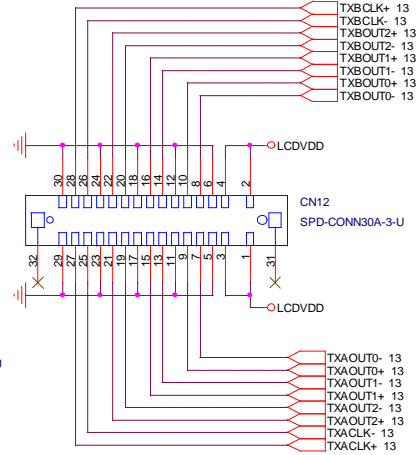 TXBCLK+ 13
TXBCLK- 13
TXBOUT2+ 13
TXBOUT2- 13
TXBOUT1+ 13
TXBOUT1- 13
TXBOUT0+ 13
TXBOUT0- 13
LCDVDD
30 28 26 24 22 20 18 16 14 12 10 8 6 4 2
CN12
SPD-CONN30A-3-U
32 29 27 25 23 21 19 17 15 13 11 9 7 5 3 1 31
LCDVDD
TXAOUT0- 13
TXAOUT0+ 13
TXAOUT1- 13
TXAOUT1+ 13
TXAOUT2- 13
TXAOUT2+ 13
TXACLK- 13
TXACLK+ 13